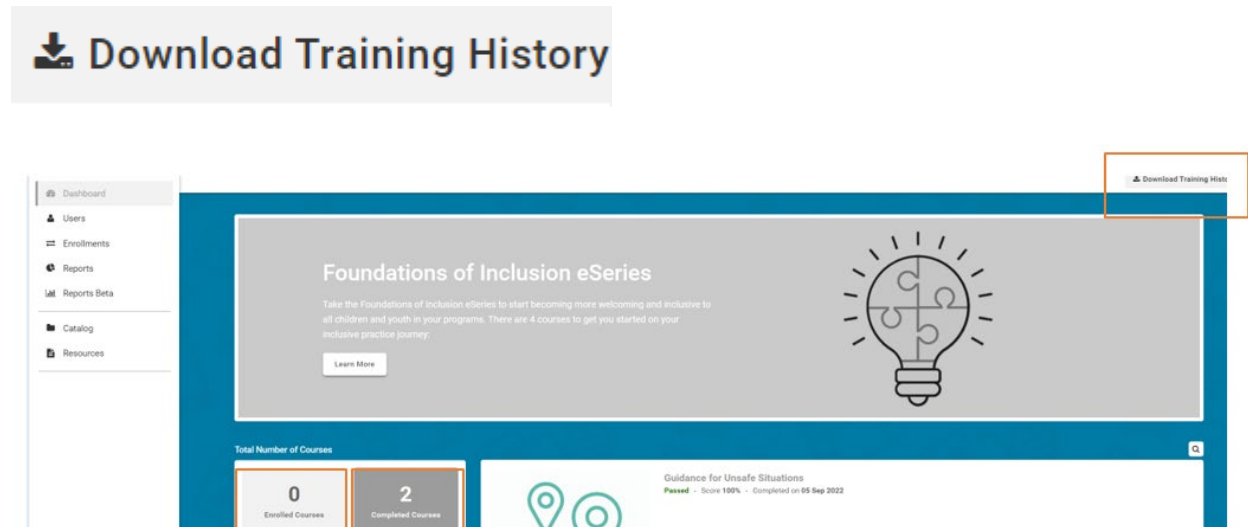 Download Training History
Download Training Histo
Dashboard
Users
Enrollments
Reports
Reports Beta
Catalog
Resources
Foundations of Inclusion eSeries
Take the Foundations of Inclusion eSeries to start becoming more welcoming and inclusive to
all children and youth in your programs. There are 4 courses to get you started on your
inclusive practice journey:
Learn More
Total Number of Courses
0
Enrolled Courses
2
Completed Courses
Guidance for Unsafe Situations
Passed - Score 100% - Completed on 05 Sep 2022